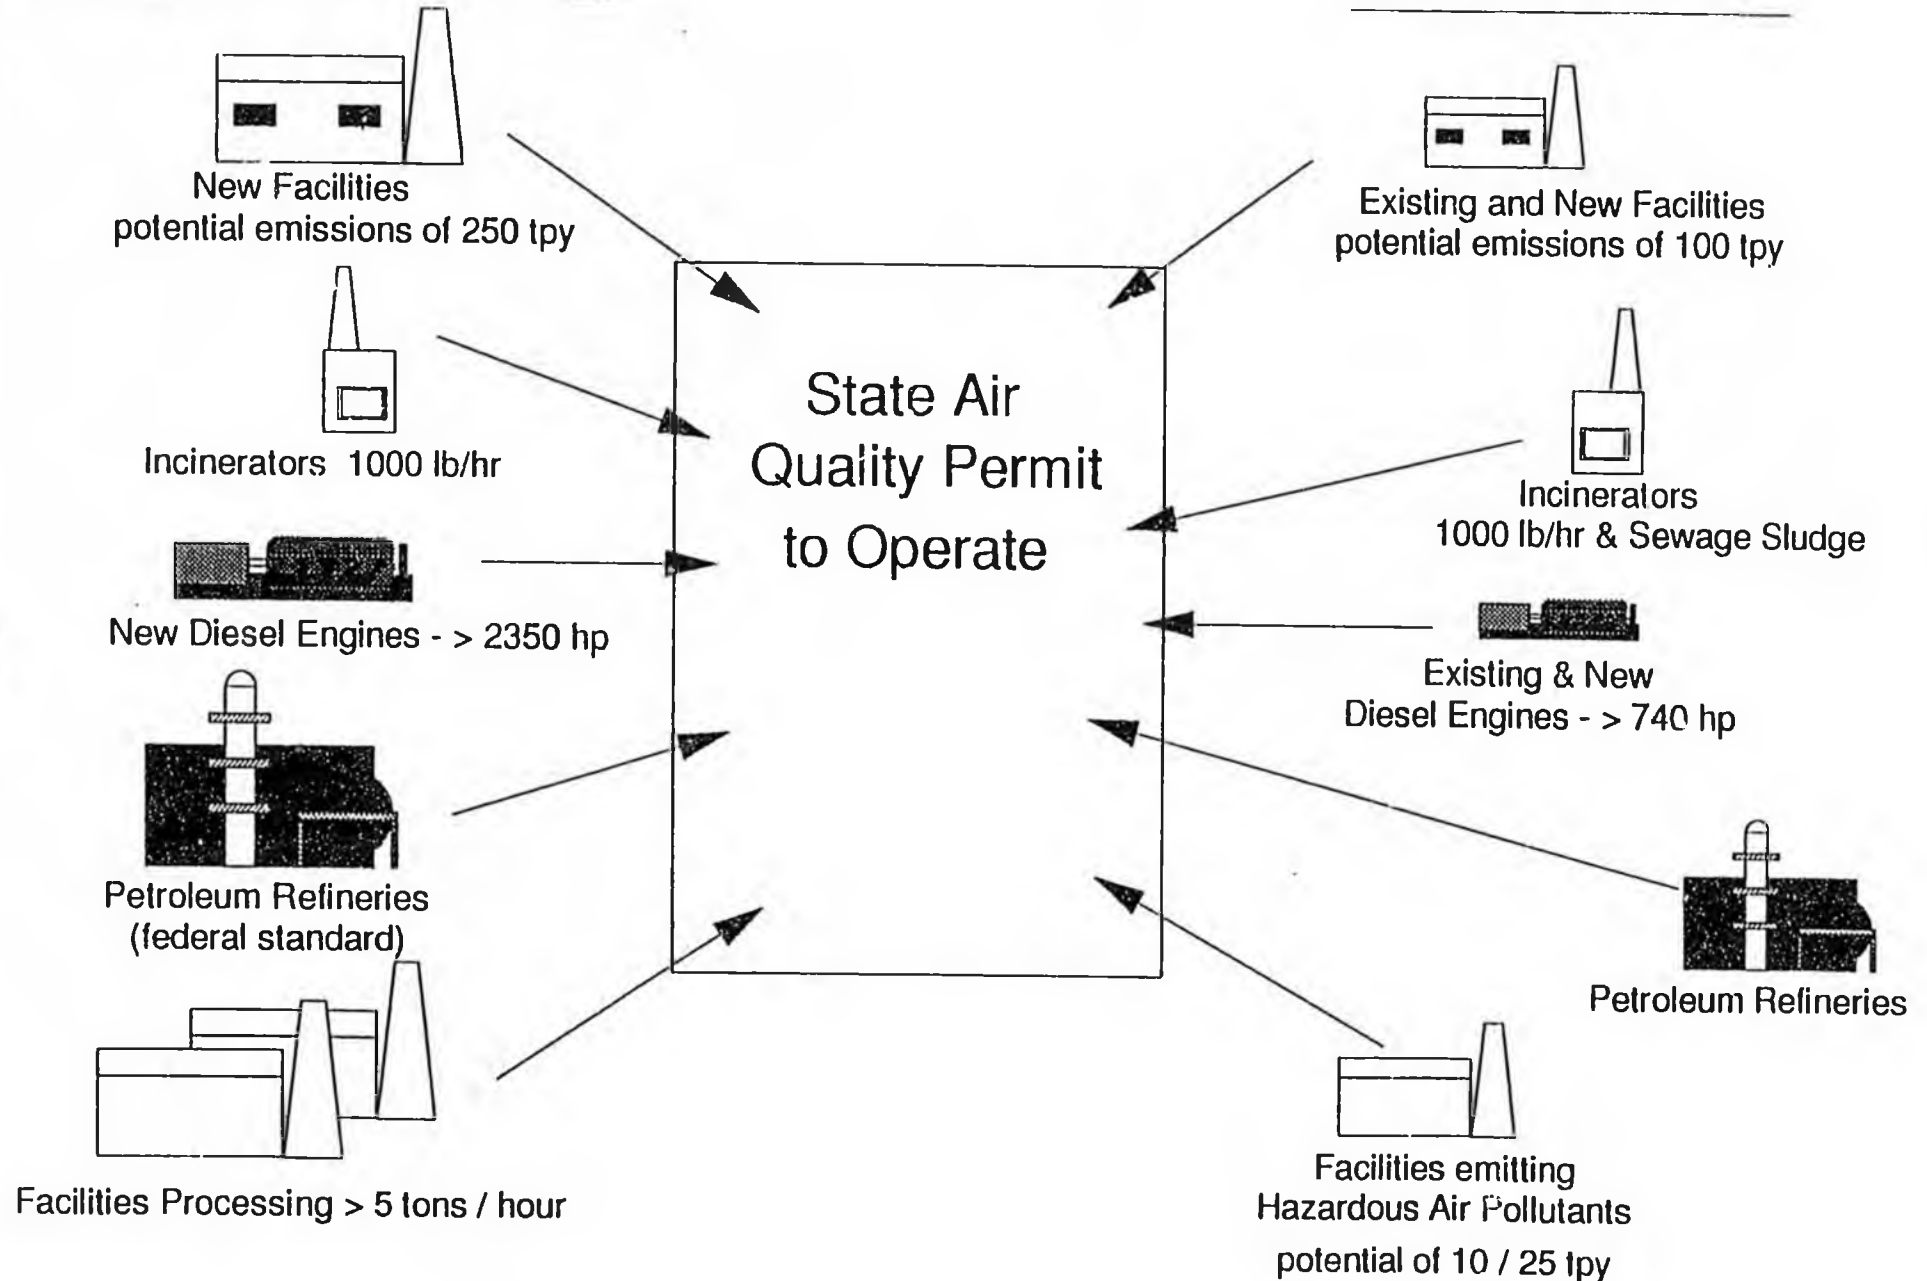 New Facilities
potential emissions of 250 tpy
Incinerators 1000 lb/hr
New Diesel Engines - > 2350 hp
Petroleum Refineries
(federal standard)
Facilities Processing > 5 tons / hour
State Air
Quality Permit
to Operate
Existing and New Facilities
potential emissions of 100 tpy
Incinerators
1000 lb/hr & Sewage Sludge
Existing & New
Diesel Engines - > 740 hp
Petroleum Refineries
Facilities emitting
Hazardous Air Pollutants
potential of 10 / 25 tpy